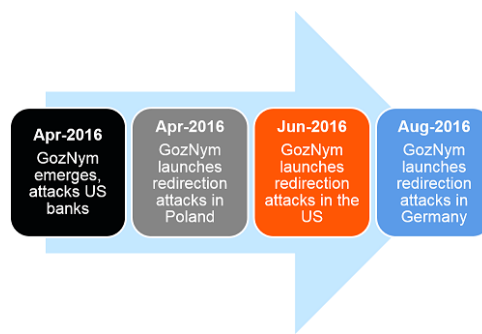 Apr-2016
GozNym
emerges,
attacks US
banks
Apr-2016
GozNym
launches
redirection
attacks in
Poland
Jun-2016
GozNym
launches
redirection
attacks in the
US
Aug-2016
GozNym
launches
redirection
attacks in
Germany